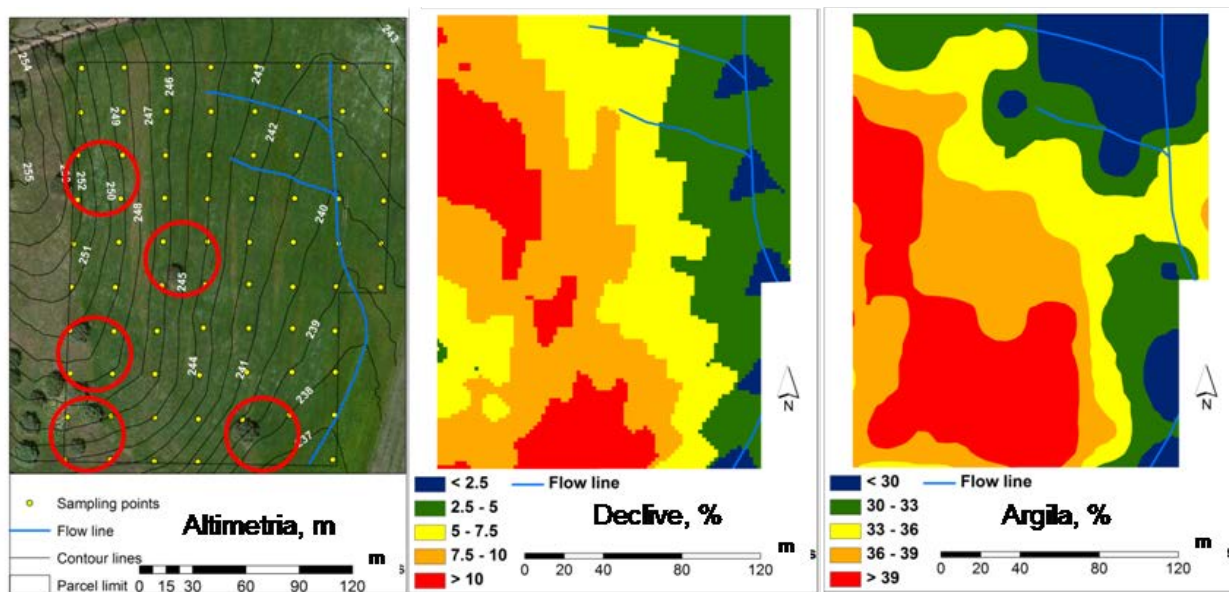 254
243
246
243
249
247
242
255
252
250
240
248
251
245
239
244
241
238
237
Sampling points
Flow line
Contour lines
Parcel limit
Altimetria, m
m
0 15 30 60 90 120
N
< 2.5
Flow line
2.5 - 5
5 - 7.5
7.5 - 10
> 10
Declive, %
m
0 20 40 80 120
N
< 30
Flow line
30 - 33
33 - 36
36 - 39
> 39
Argila, %
m
0 20 40 80 120